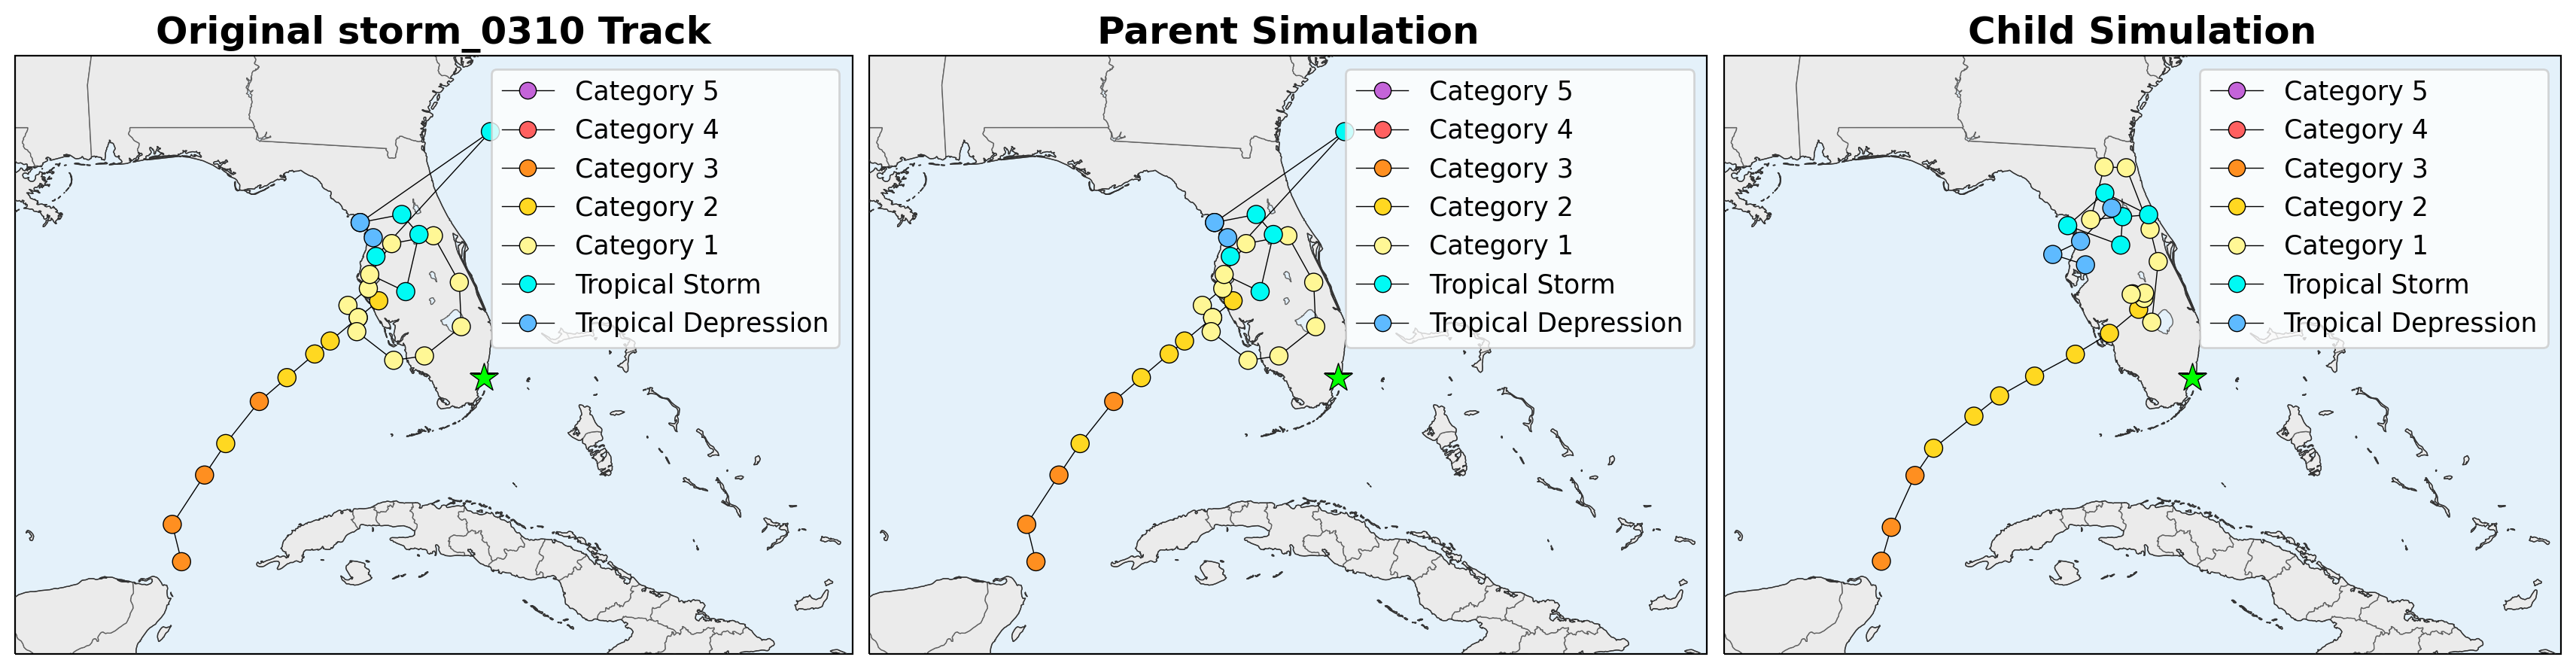 Original storm_0310 Track
Category 5
Category 4
Category 3
Category 2
Category 1
Tropical Storm
Tropical Depression
Parent Simulation
Category 5
Category 4
Category 3
Category 2
Category 1
Tropical Storm
Tropical Depression
Child Simulation
Category 5
Category 4
Category 3
Category 2
Category 1
Tropical Storm
Tropical Depression